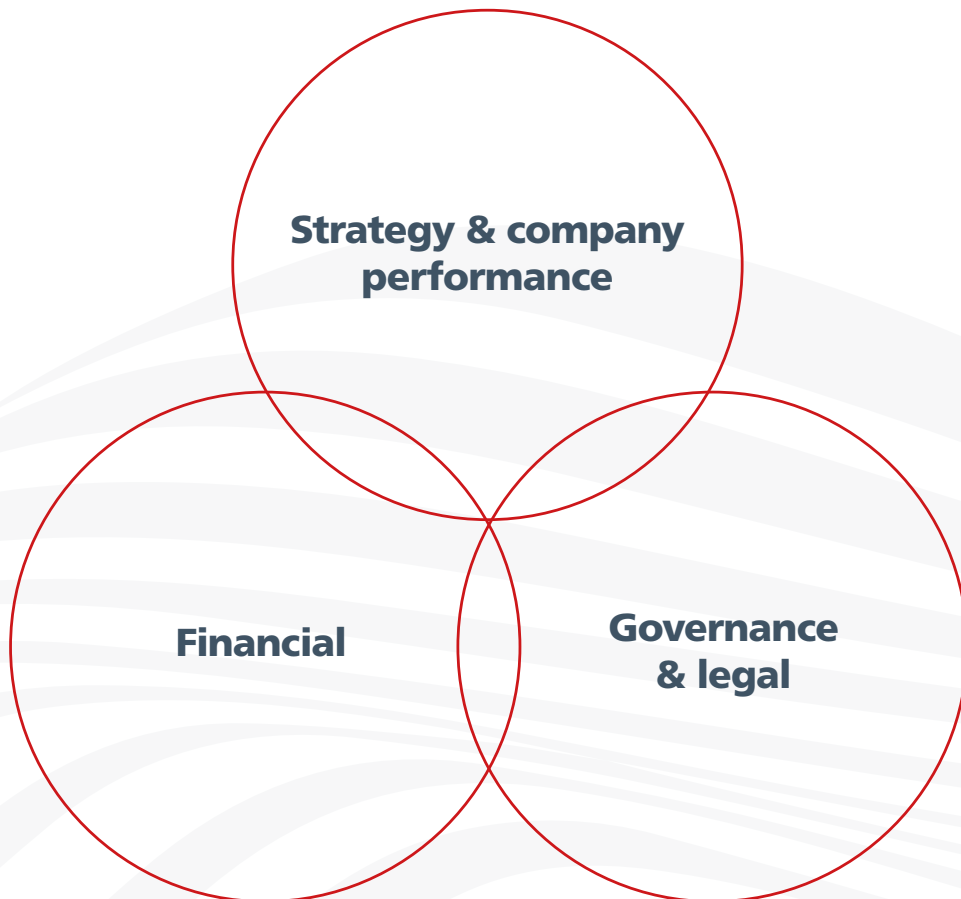 Strategy & company
performance
Financial
Governance
& legal